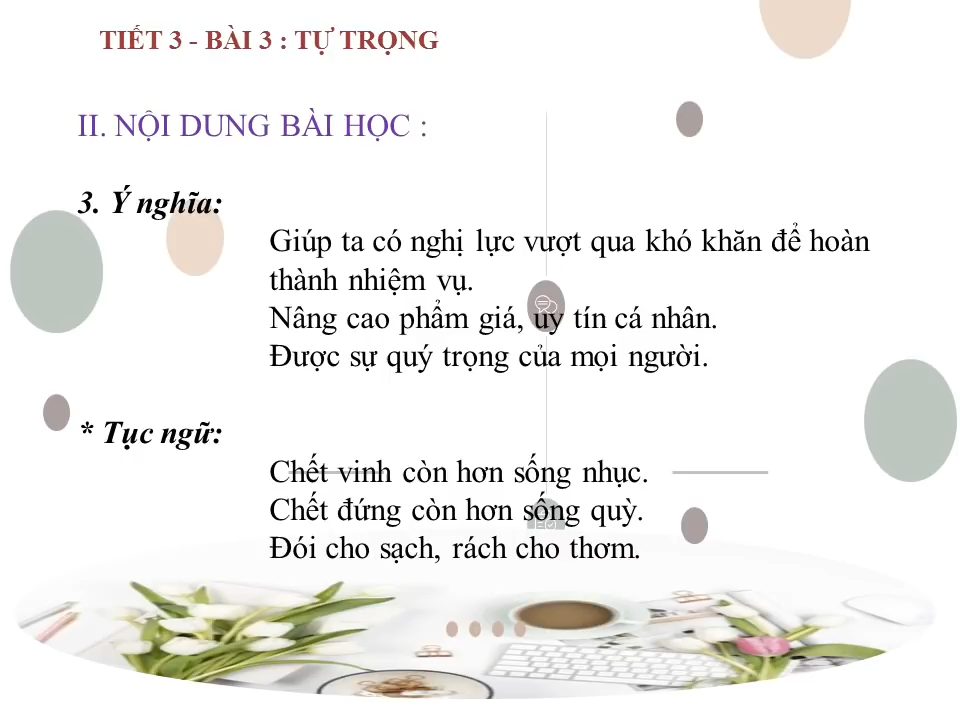 TIẾT 3 - BÀI 3 : TỰ TRỌNG
II. NỘI DUNG BÀI HỌC :
3. Ý nghĩa:
Giúp ta có nghị lực vượt qua khó khăn để hoàn
thành nhiệm vụ.
Nâng cao phẩm giá, uy tín cá nhân.
Được sự quý trọng của mọi người.
* Tục ngữ:
Chết vinh còn hơn sống nhục.
Chết đứng còn hơn sống quỳ.
Đói cho sạch, rách cho thơm.